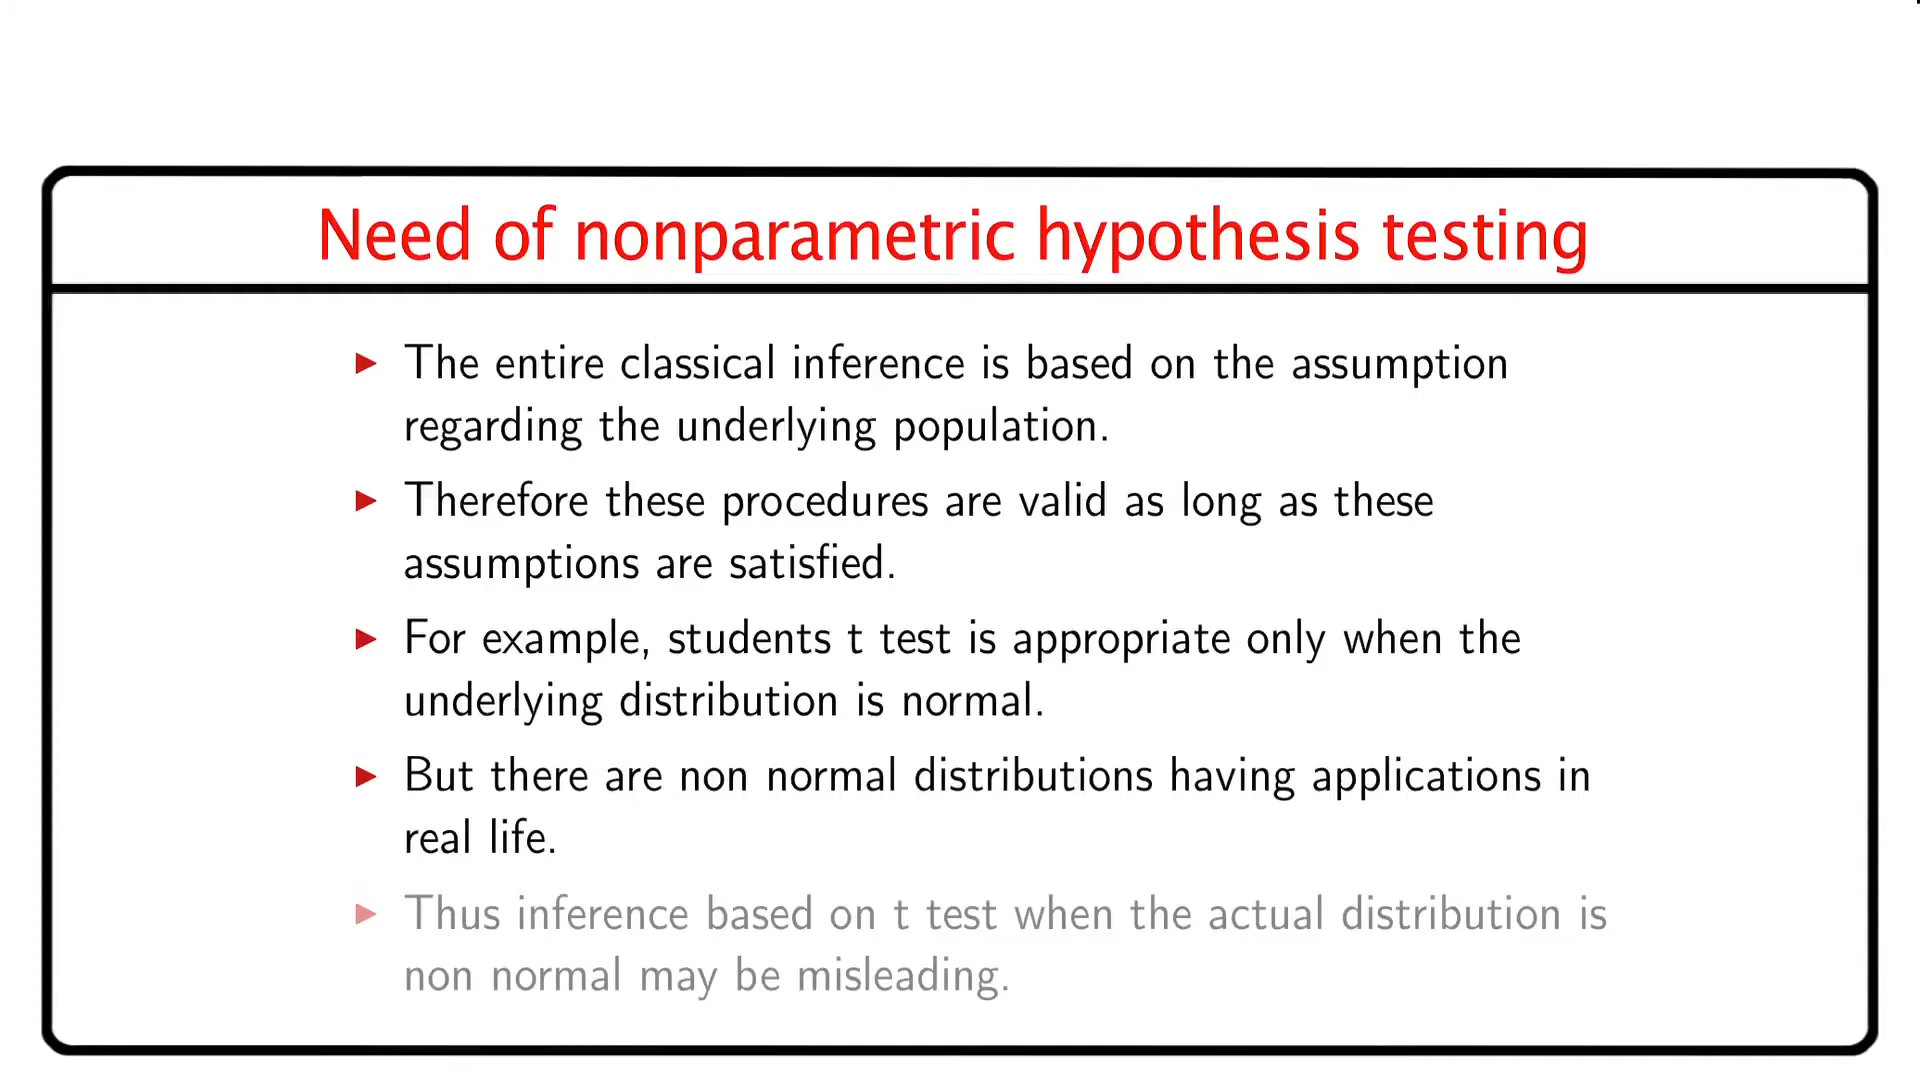 Need of nonparametric hypothesis testing
▶ The entire classical inference is based on the assumption
regarding the underlying population.
▶ Therefore these procedures are valid as long as these
assumptions are satisfied.
▶ For example, students t test is appropriate only when the
underlying distribution is normal.
▶ But there are non normal distributions having applications in
real life.
▶ Thus inference based on t test when the actual distribution is
non normal may be misleading.